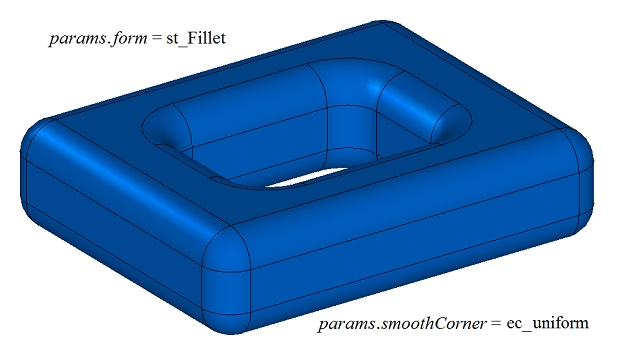 params.form = st_Fillet
params.smoothCorner = ec_uniform